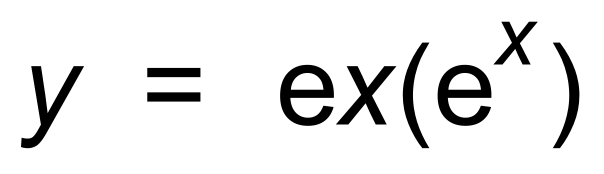 y = ex(e^x)